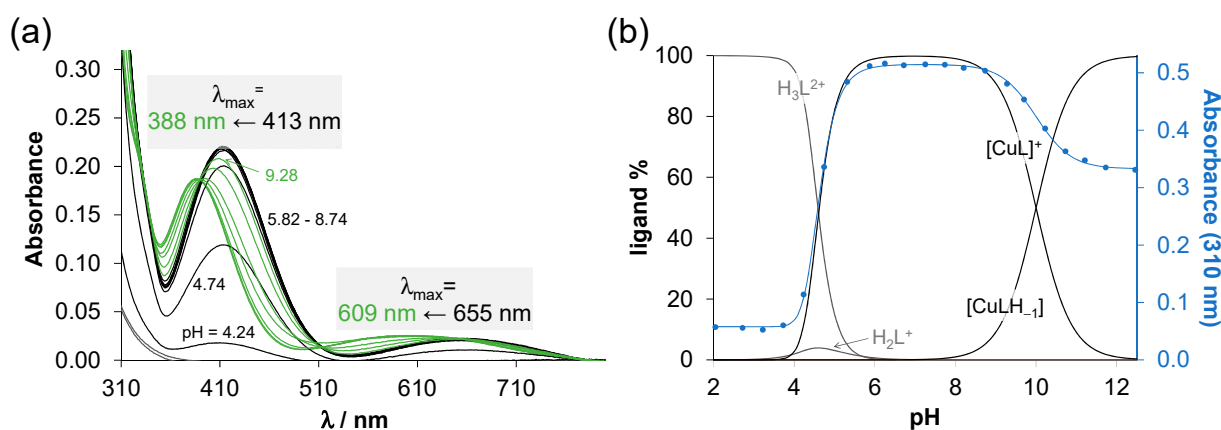 (a)
Absorbance
0.30
0.25
0.20
0.15
0.10
0.05
0.00
λmax=
388 nm ← 413 nm
9.28
5.82 - 8.74
4.74
pH = 4.24
λmax=
609 nm ← 655 nm
310 410 510 610 710
λ / nm
(b)
ligand %
100
80
60
40
20
0
H₃L²⁺
[CuL]⁺
[CuLH₋₁]
H₂L⁺
2 4 6 8 10 12
pH
0.5
0.4
0.3
0.2
0.1
0.0
Absorbance (310 nm)